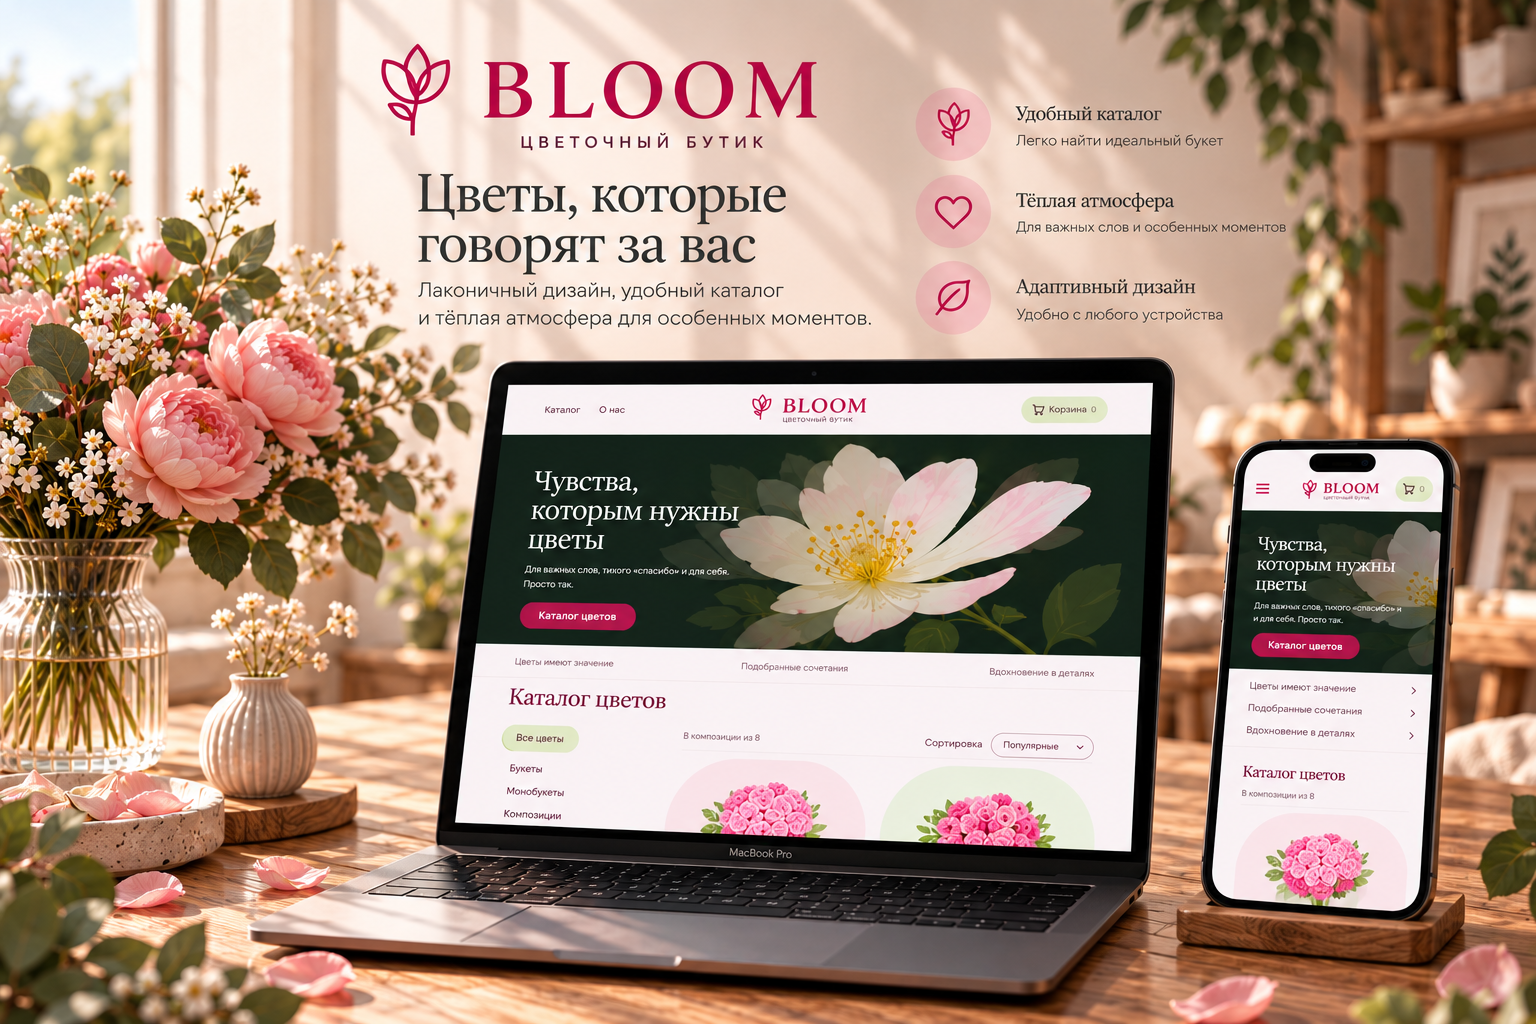 BLOOM
ЦВЕТОЧНЫЙ БУТИК
Цветы, которые
говорят за вас
Лаконичный дизайн, удобный каталог
и тёплая атмосфера для особенных моментов.
Удобный каталог
Легко найти идеальный букет
Тёплая атмосфера
Для важных слов и особенных моментов
Адаптивный дизайн
Удобно с любого устройства
Каталог
О нас
BLOOM
ЦВЕТОЧНЫЙ БУТИК
Корзина 0
Чувства,
которым нужны
цветы
Для важных слов, тихого «спасибо» и для себя.
Просто так.
Каталог цветов
Цветы имеют значение
Подобранные сочетания
Вдохновение в деталях
Каталог цветов
Все цветы
Букеты
Монобукеты
Композиции
В композиции из 8
Сортировка
Популярные
MacBook Pro
BLOOM
ЦВЕТОЧНЫЙ БУТИК
0
Чувства,
которым нужны
цветы
Для важных слов, тихого «спасибо» и
и для себя. Просто так.
Каталог цветов
Цветы имеют значение
Подобранные сочетания
Вдохновение в деталях
Каталог цветов
В композиции из 8